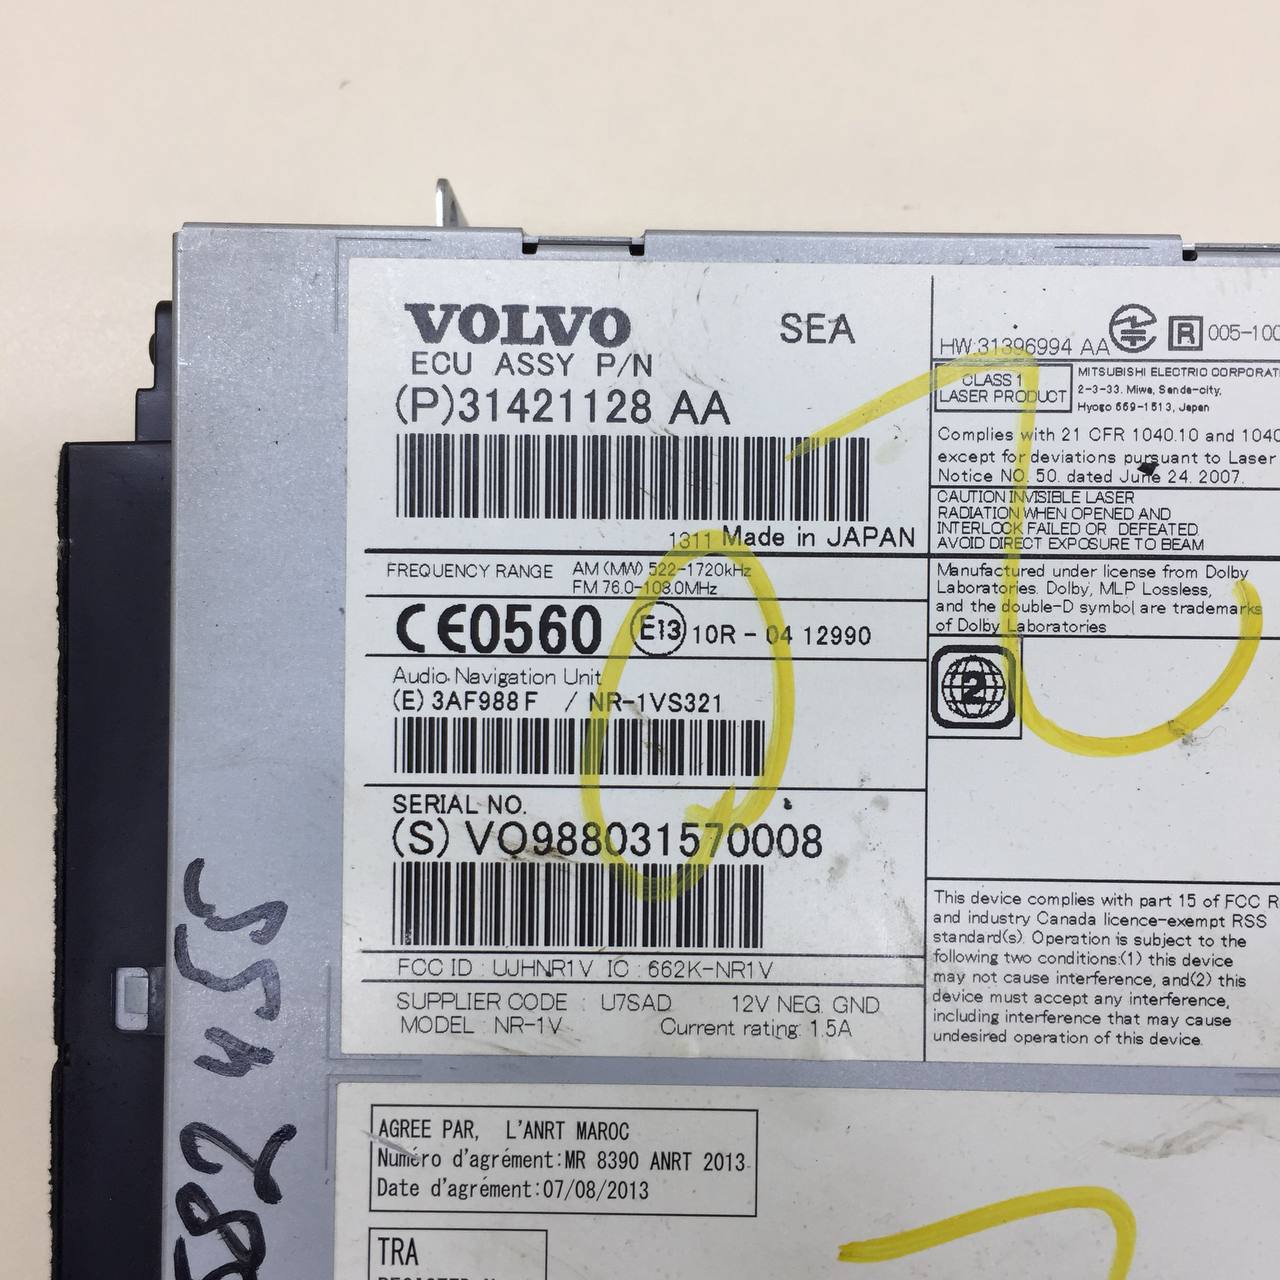 VOLVO SEA
ECU ASSY P/N
(P)31421128 AA
1311 Made in JAPAN
FREQUENCY RANGE AM(MW) 522-1720kHz
FM 76.0-108.0MHz
CE0560 E13 10R - 04 12990
Audio Navigation Unit
(E) 3AF988F / NR-1VS321
SERIAL NO.
(S) VO988031570008
FCC ID : UJHNR1V IC : 662K-NR1V
SUPPLIER CODE : U7SAD 12V NEG. GND
MODEL : NR-1V Current rating: 1.5A
HW:31396994 AA R 005-100
CLASS 1
LASER PRODUCT
MITSUBISHI ELECTRIC CORPORAT
2-3-33. Miwa, Sanda-city,
Hyogo 669-1513, Japan
Complies with 21 CFR 1040.10 and 1040
except for deviations pursuant to Laser
Notice NO. 50. dated June 24. 2007.
CAUTION INVISIBLE LASER
RADIATION WHEN OPENED AND
INTERLOCK FAILED OR DEFEATED
AVOID DIRECT EXPOSURE TO BEAM
Manufactured under license from Dolby
Laboratories. Dolby, MLP Lossless,
and the double-D symbol are trademarks
of Dolby Laboratories
2
This device complies with part 15 of FCC R
and industry Canada licence-exempt RSS
standard(s). Operation is subject to the
following two conditions:(1) this device
may not cause interference, and(2) this
device must accept any interference,
including interference that may cause
undesired operation of this device.
AGREE PAR, L'ANRT MAROC
Numéro d'agrément:MR 8390 ANRT 2013
Date d'agrément:07/08/2013
TRA
582 455